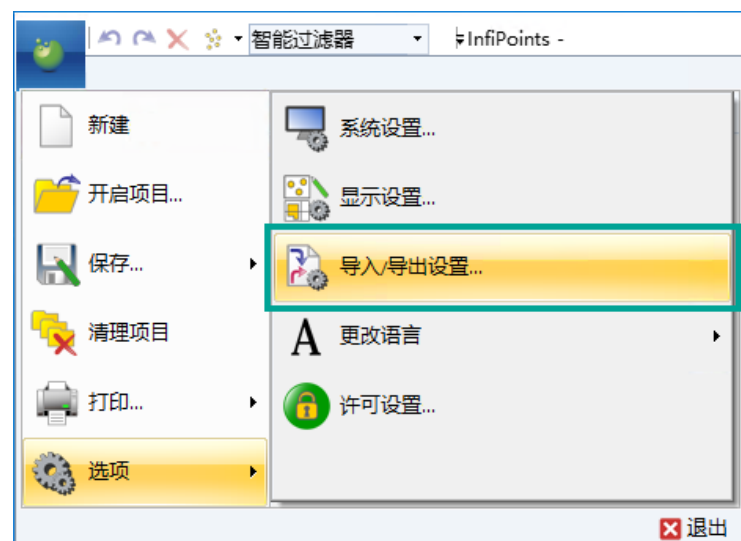 智能过滤器
InfiPoints -
新建
开启项目...
保存...
清理项目
打印...
选项
系统设置...
显示设置...
导入/导出设置...
A 更改语言
许可设置...
退出